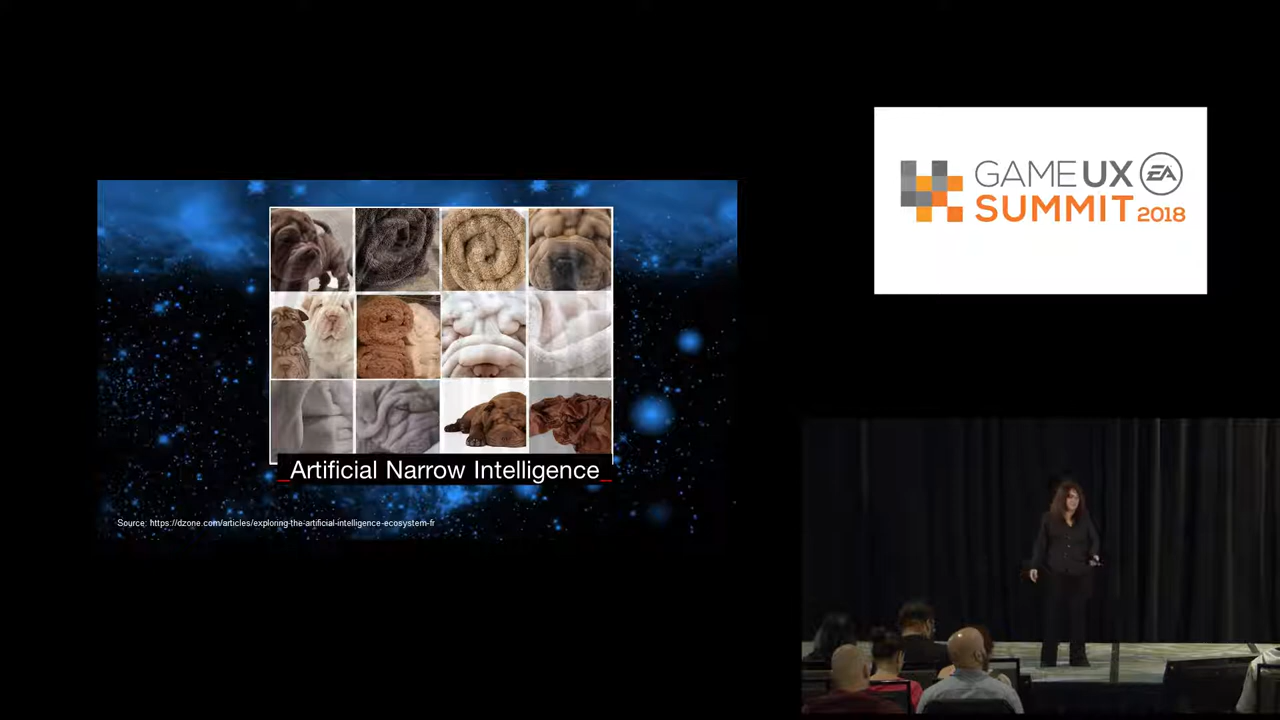 Artificial Narrow Intelligence
Source: https://dzone.com/articles/exploring-the-artificial-intelligence-ecosystem-fr
GAMEUX EA
SUMMIT 2018